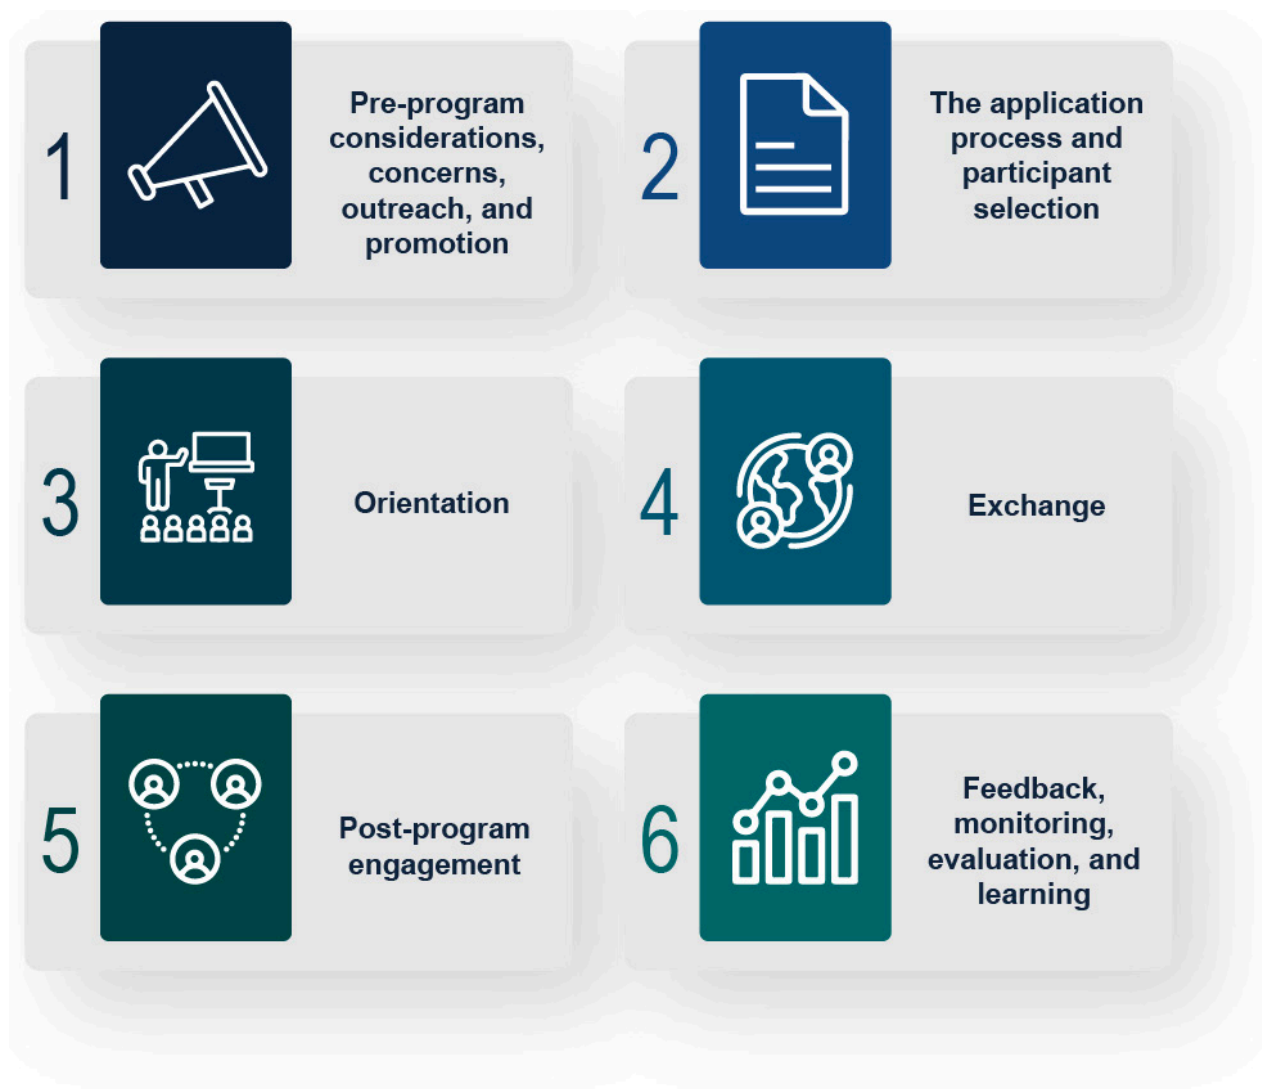 1
Pre-program
considerations,
concerns,
outreach, and
promotion
2
The application
process and
participant
selection
3
Orientation
4
Exchange
5
Post-program
engagement
6
Feedback,
monitoring,
evaluation, and
learning